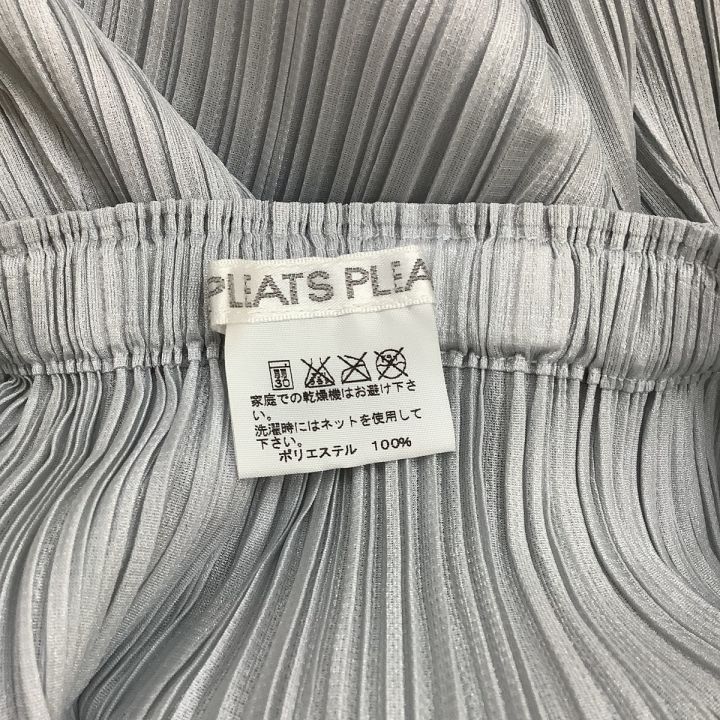 PLEATS PLEA
30
家庭での乾燥機はお避け下さ
い。
洗濯時にはネットを使用して
下さい。
ポリエステル 100%